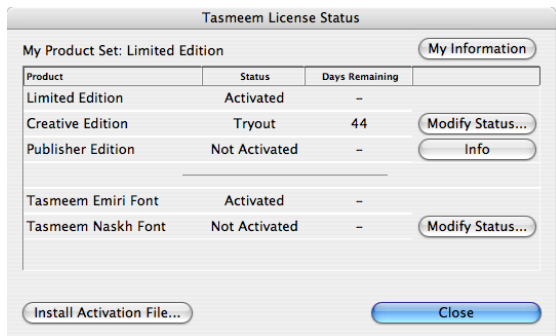 Tasmeem License Status
My Product Set: Limited Edition My Information
Product Status Days Remaining
Limited Edition Activated –
Creative Edition Tryout 44 Modify Status...
Publisher Edition Not Activated – Info
Tasmeem Emiri Font Activated –
Tasmeem Naskh Font Not Activated – Modify Status...
Install Activation File... Close